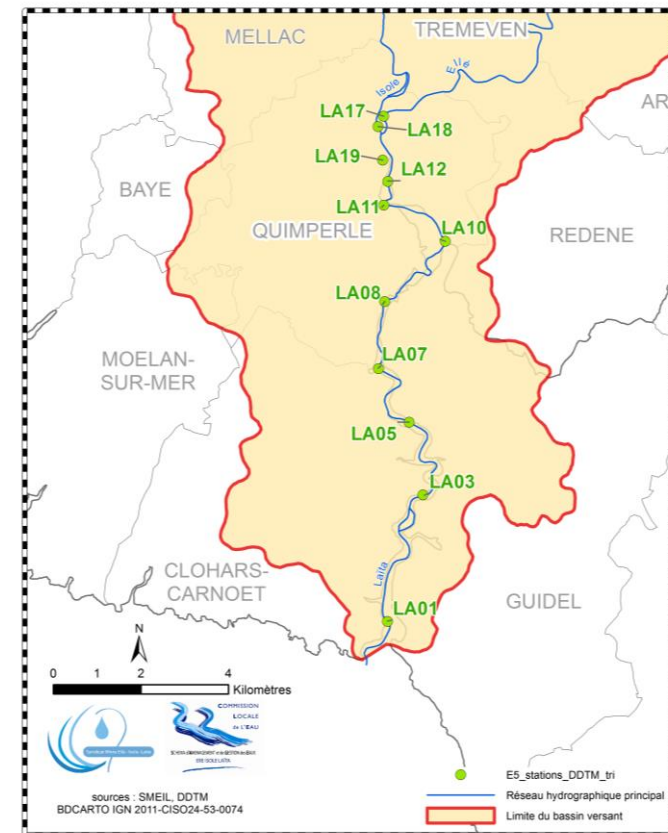 MELLAC
TREMEVEN
Ellé
Isole
LA17
LA18
AR
LA19
LA12
BAYE
LA11
QUIMPERLE
LA10
REDENE
LA08
MOELAN-
SUR-MER
LA07
LA05
LA03
CLOHARS-
CARNOET
Laïta
GUIDEL
LA01
N
0 1 2 4
Kilomètres
COMMISSION
LOCALE
de L'EAU
E5_stations_DDTM_tri
Réseau hydrographique principal
Limite du bassin versant
sources : SMEIL, DDTM
BDCARTO IGN 2011-CISO24-53-0074